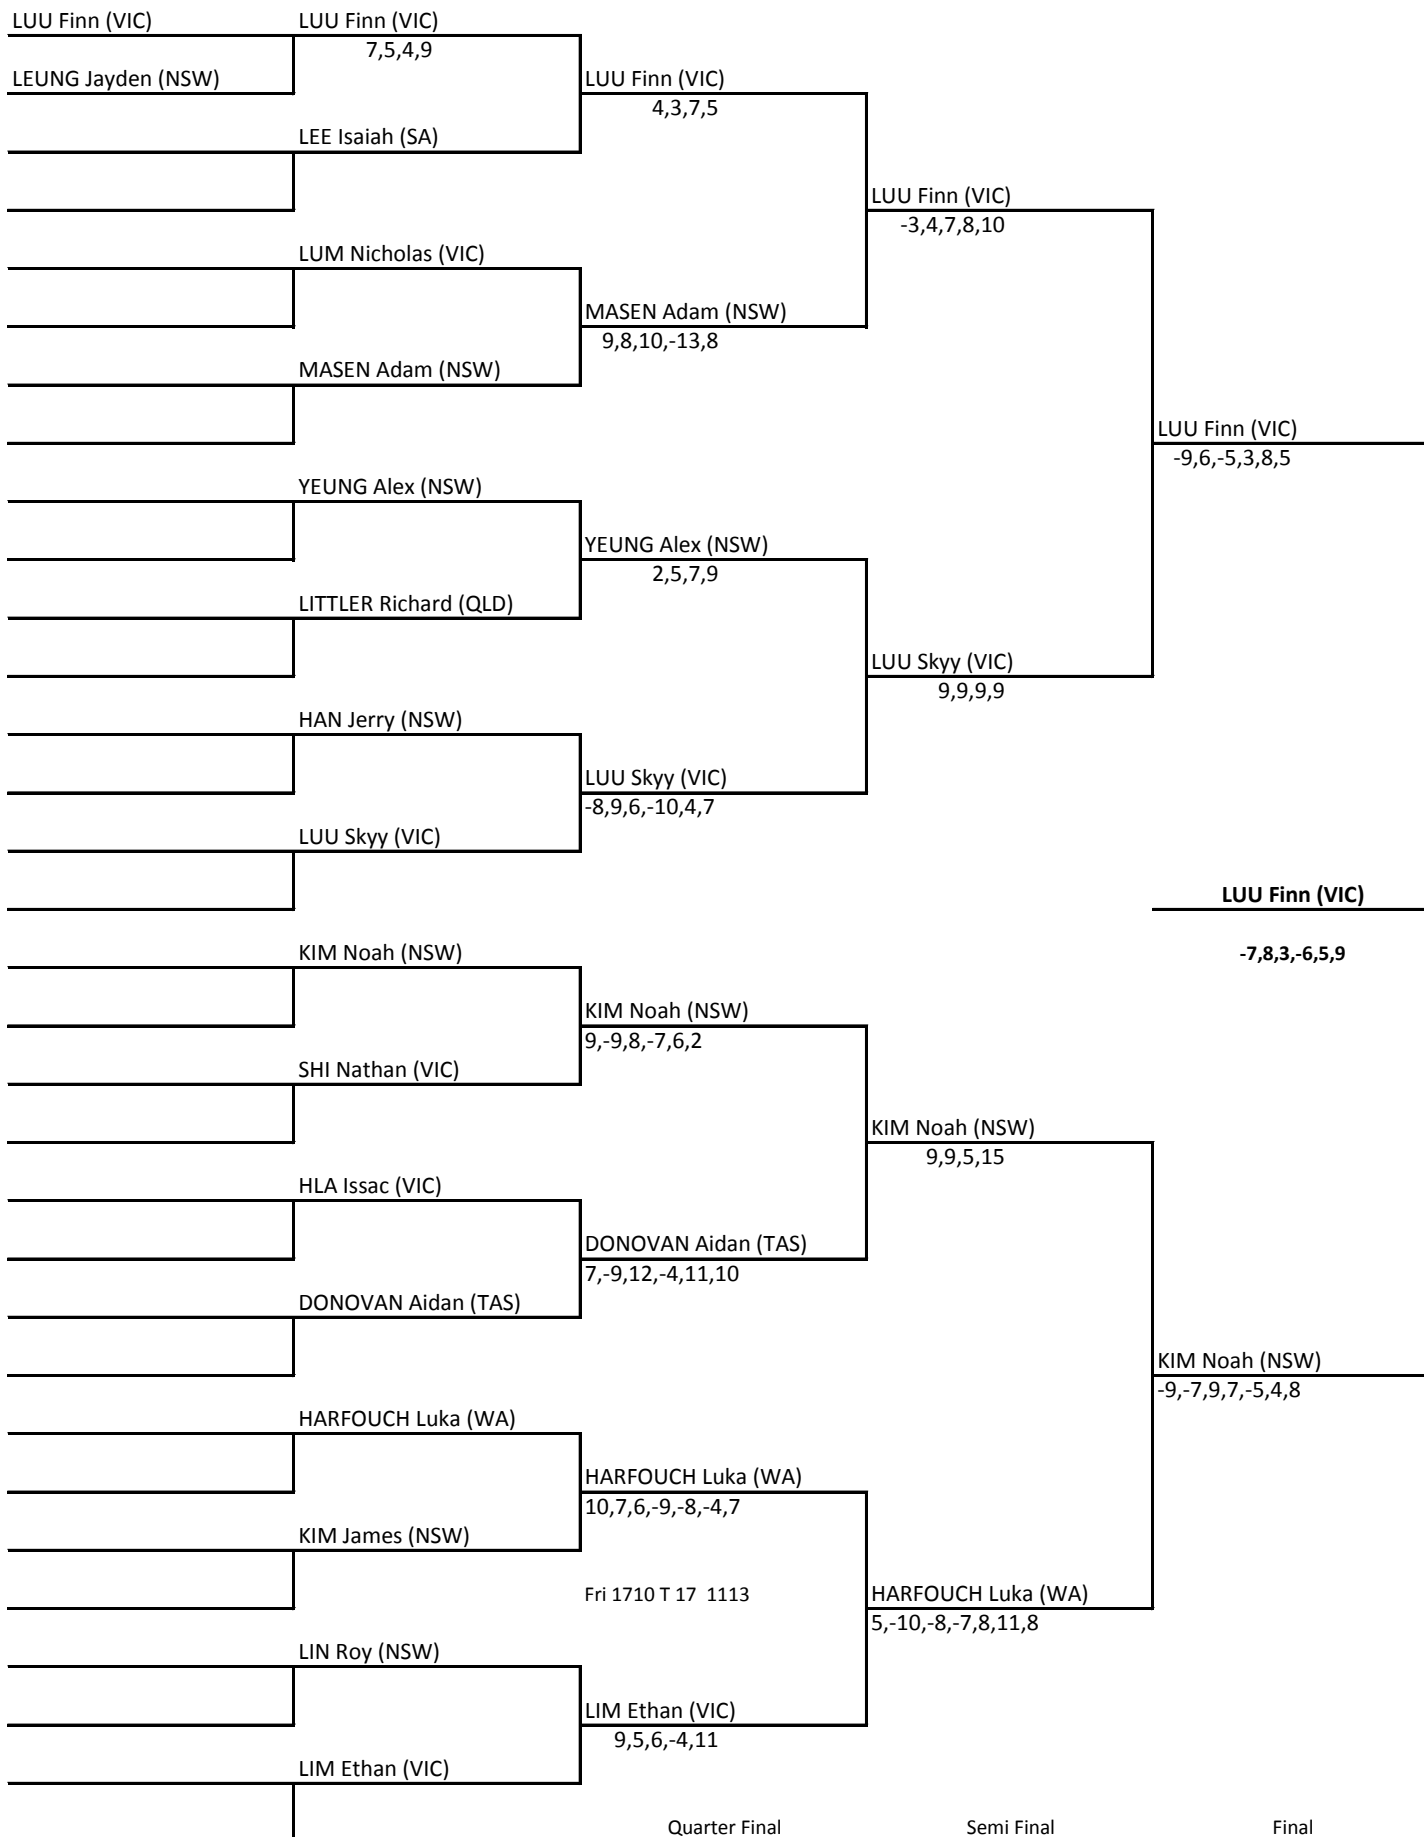 LUU Finn (VIC) LUU Finn (VIC)
7,5,4,9
LEUNG Jayden (NSW) LUU Finn (VIC)
4,3,7,5
LEE Isaiah (SA)
LUU Finn (VIC)
-3,4,7,8,10
LUM Nicholas (VIC)
MASEN Adam (NSW)
9,8,10,-13,8
MASEN Adam (NSW)
LUU Finn (VIC)
-9,6,-5,3,8,5
YEUNG Alex (NSW)
YEUNG Alex (NSW)
2,5,7,9
LITTLER Richard (QLD)
LUU Skyy (VIC)
9,9,9,9
HAN Jerry (NSW)
LUU Skyy (VIC)
-8,9,6,-10,4,7
LUU Skyy (VIC)
LUU Finn (VIC)
KIM Noah (NSW) -7,8,3,-6,5,9
KIM Noah (NSW)
9,-9,8,-7,6,2
SHI Nathan (VIC)
KIM Noah (NSW)
9,9,5,15
HLA Issac (VIC)
DONOVAN Aidan (TAS)
7,-9,12,-4,11,10
DONOVAN Aidan (TAS)
KIM Noah (NSW)
-9,-7,9,7,-5,4,8
HARFOUCH Luka (WA)
HARFOUCH Luka (WA)
10,7,6,-9,-8,-4,7
KIM James (NSW)
Fri 1710 T 17 1113 HARFOUCH Luka (WA)
5,-10,-8,-7,8,11,8
LIN Roy (NSW)
LIM Ethan (VIC)
9,5,6,-4,11
LIM Ethan (VIC)
Quarter Final Semi Final Final